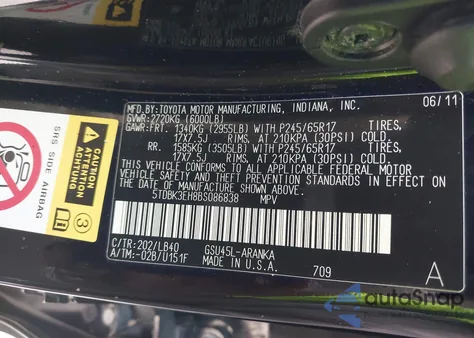 MFD.BY:TOYOTA MOTOR MANUFACTURING, INDIANA, INC. 06/11
GVWR:2720KG (6000LB)
GAWR:FRT. 1340KG (2955LB) WITH P245/65R17 TIRES,
17X7.5J RIMS, AT 210KPA (30PSI) COLD.
RR. 1585KG (3505LB) WITH P245/65R17 TIRES,
17X7.5J RIMS, AT 210KPA (30PSI) COLD.
THIS VEHICLE CONFORMS TO ALL APPLICABLE FEDERAL MOTOR
VEHICLE SAFETY AND THEFT PREVENTION STANDARDS IN EFFECT
ON THE DATE OF MANUFACTURE SHOWN ABOVE.
5TDBK3EH8BS086838 MPV
C/TR:202/LB40 GSU45L-ARANKA
A/TM:-02B/U151F MADE IN U.S.A. 709 A
SRS SIDE AIRBAG
CAUTION
ATTENTION
ACHTUNG
3
autoSnap